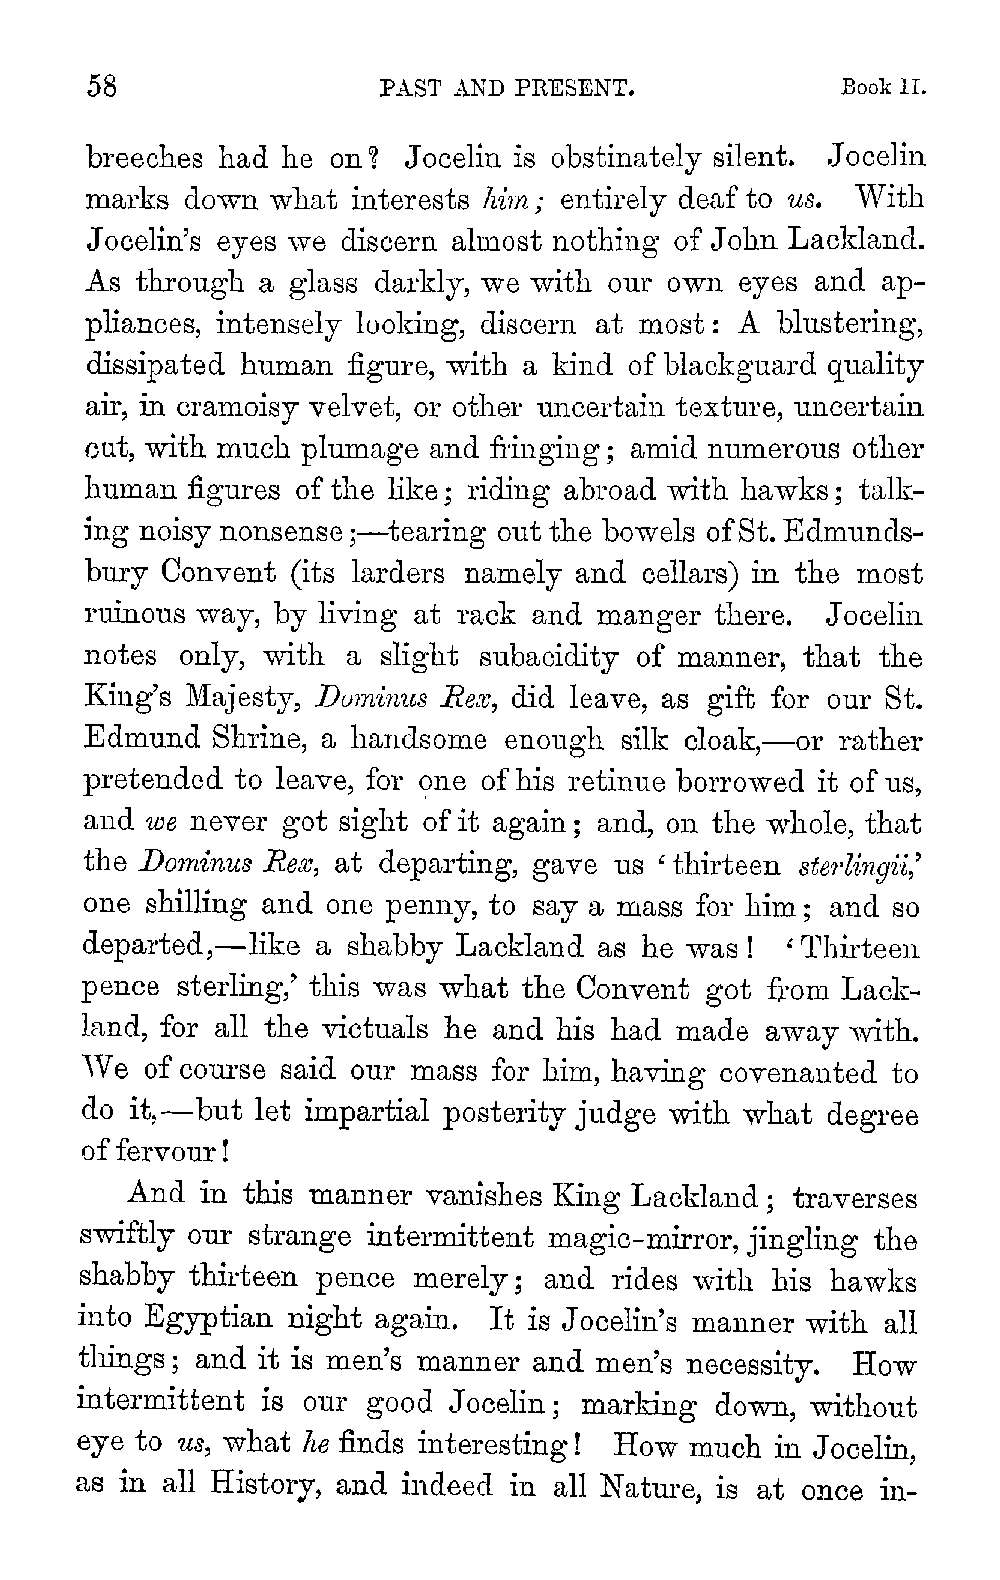 58 PAST AND PRESENT. Book II.
breeches had he on? Jocelin is obstinately silent. Jocelin
marks down what interests him; entirely deaf to us. With
Jocelin's eyes we discern almost nothing of John Lackland.
As through a glass darkly, we with our own eyes and ap-
pliances, intensely looking, discern at most: A blustering,
dissipated human figure, with a kind of blackguard quality
air, in cramoisy velvet, or other uncertain texture, uncertain
cut, with much plumage and fringing; amid numerous other
human figures of the like; riding abroad with hawks; talk-
ing noisy nonsense;—tearing out the bowels of St. Edmunds-
bury Convent (its larders namely and cellars) in the most
ruinous way, by living at rack and manger there. Jocelin
notes only, with a slight subacidity of manner, that the
King's Majesty, Dominus Rex, did leave, as gift for our St.
Edmund Shrine, a handsome enough silk cloak,—or rather
pretended to leave, for one of his retinue borrowed it of us,
and we never got sight of it again; and, on the whole, that
the Dominus Rex, at departing, gave us ‘thirteen sterlingii,’
one shilling and one penny, to say a mass for him; and so
departed,—like a shabby Lackland as he was! ‘Thirteen
pence sterling,’ this was what the Convent got from Lack-
land, for all the victuals he and his had made away with.
We of course said our mass for him, having covenanted to
do it,—but let impartial posterity judge with what degree
of fervour!
And in this manner vanishes King Lackland; traverses
swiftly our strange intermittent magic-mirror, jingling the
shabby thirteen pence merely; and rides with his hawks
into Egyptian night again. It is Jocelin's manner with all
things; and it is men's manner and men's necessity. How
intermittent is our good Jocelin; marking down, without
eye to us, what he finds interesting! How much in Jocelin,
as in all History, and indeed in all Nature, is at once in-